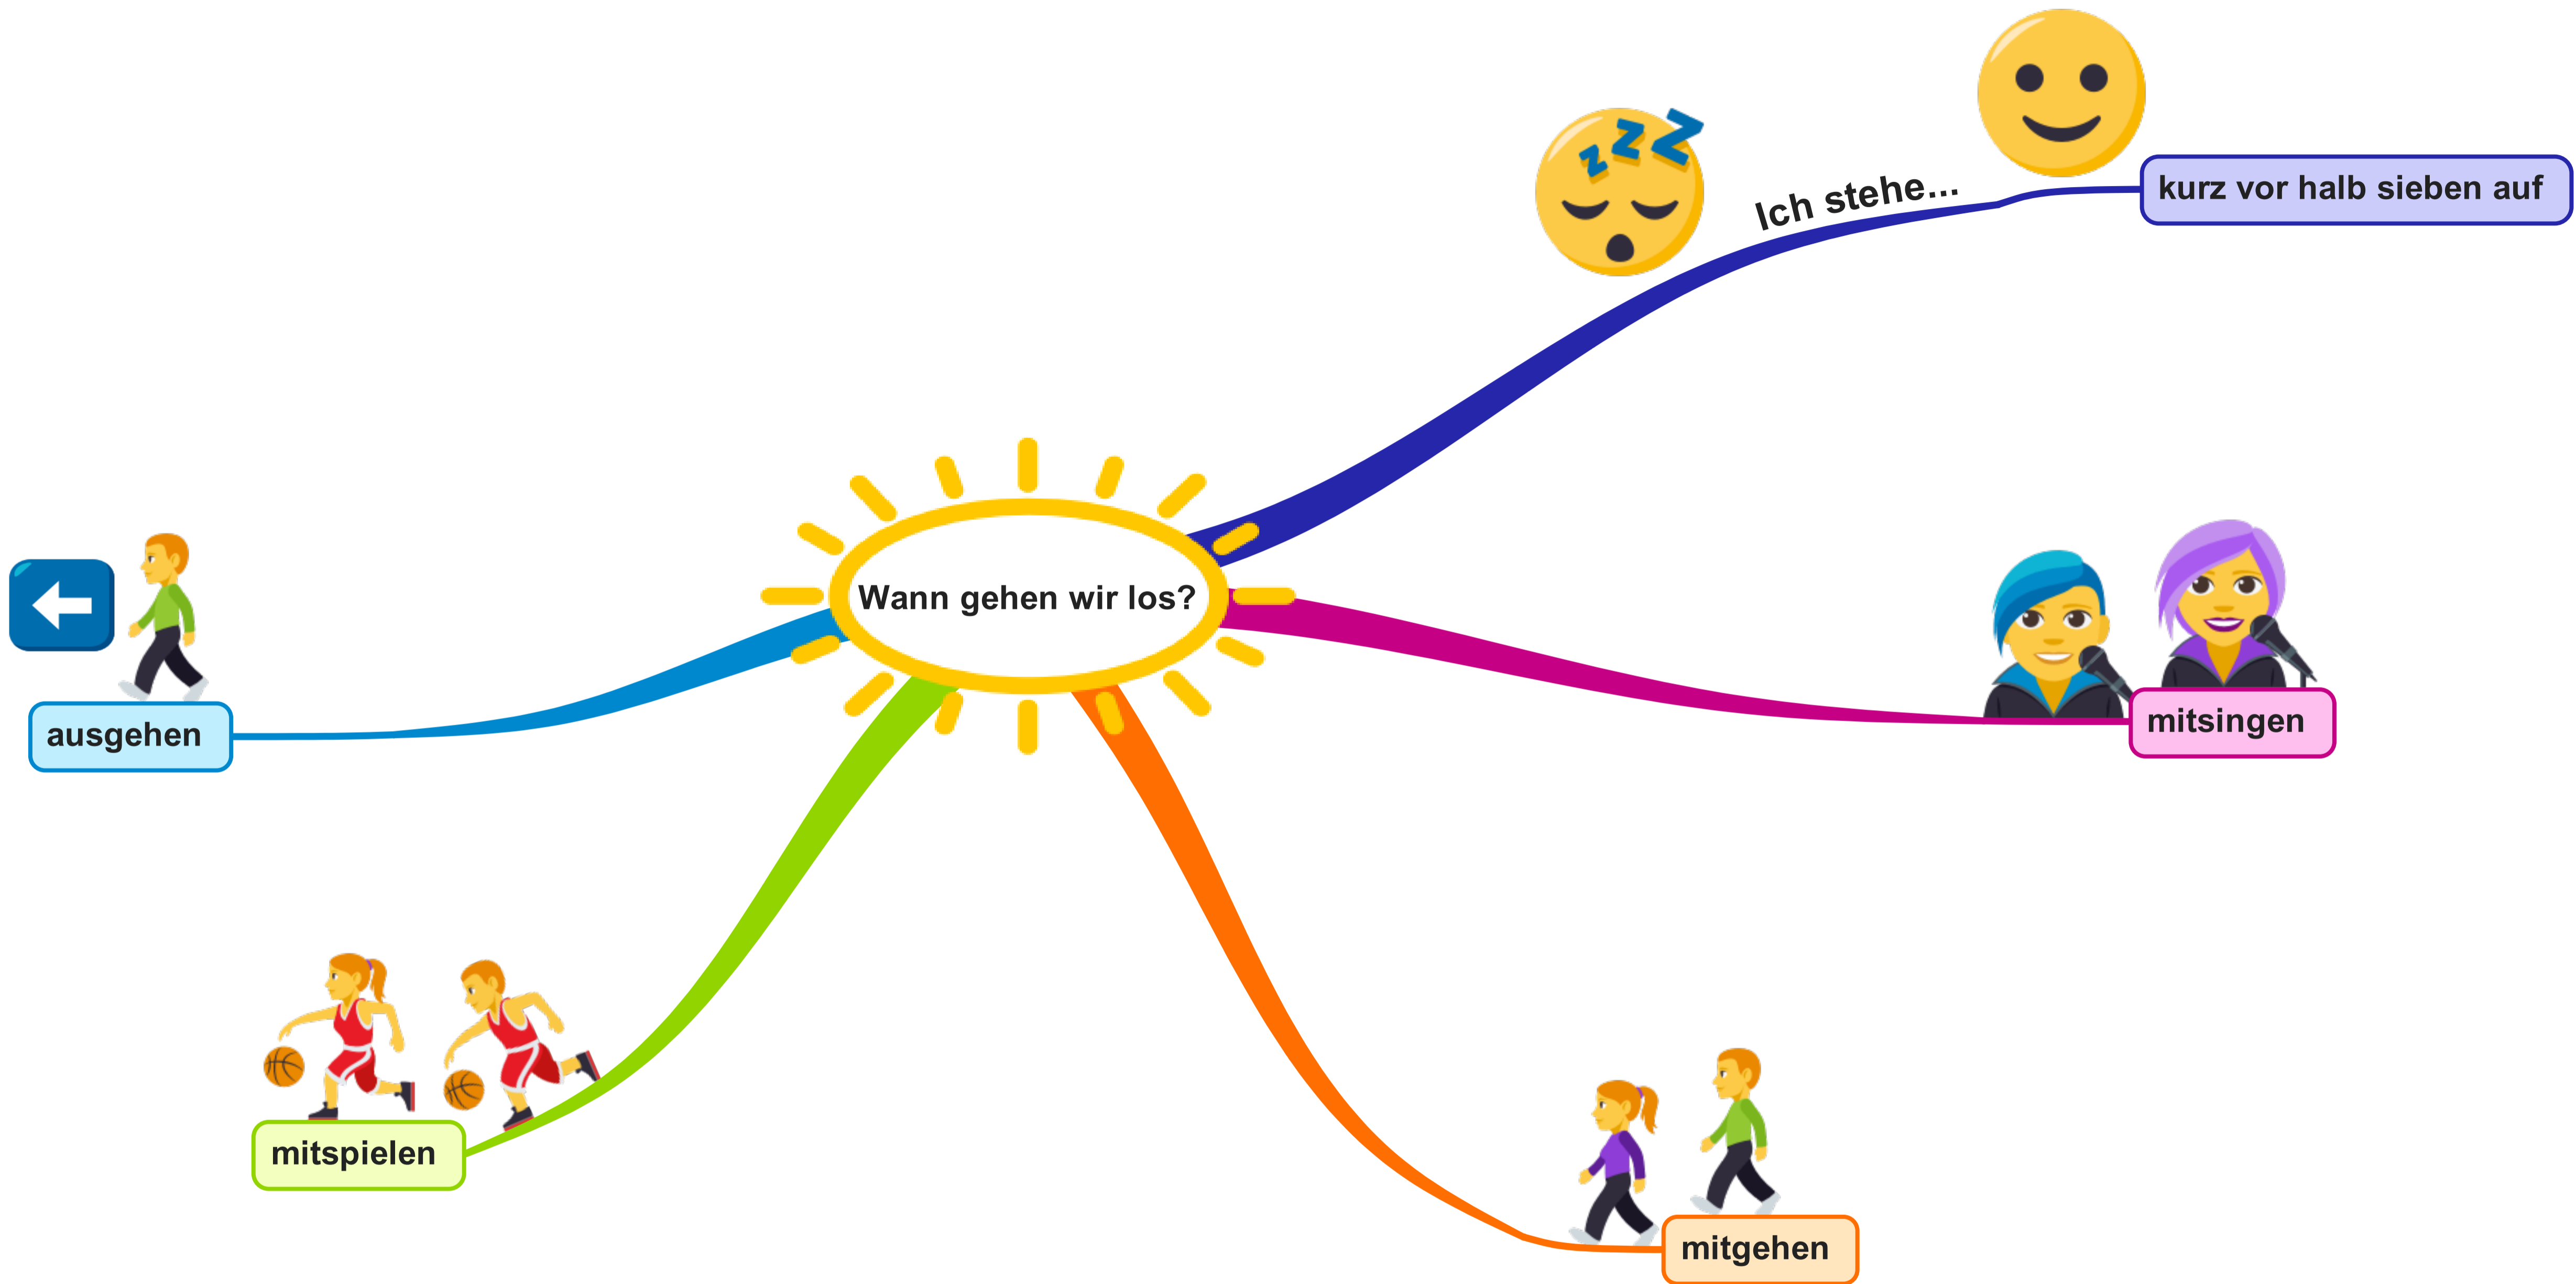 Ich stehe...
kurz vor halb sieben auf
Wann gehen wir los?
mitsingen
ausgehen
mitspielen
mitgehen